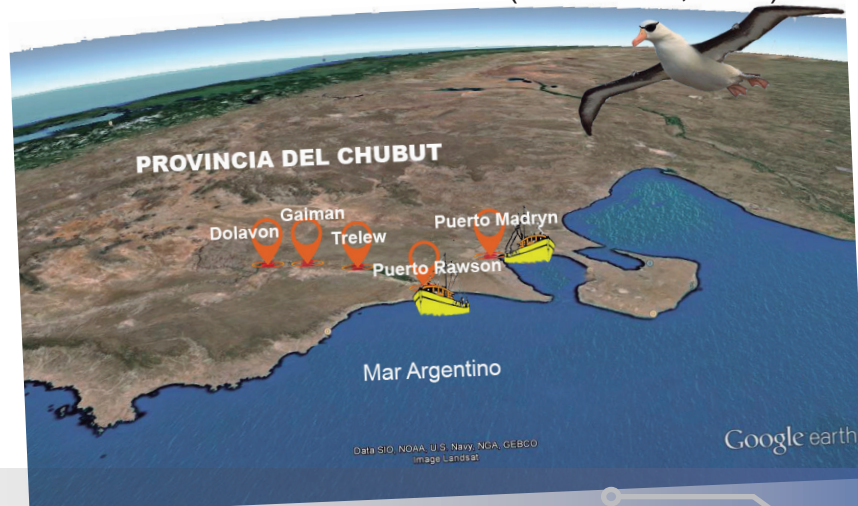 PROVINCIA DEL CHUBUT
Gaiman
Dolavon
Trelew
Puerto Madryn
Puerto Rawson
Mar Argentino
Data SIO, NOAA, U.S. Navy, NGA, GEBCO
Image Landsat
Google earth